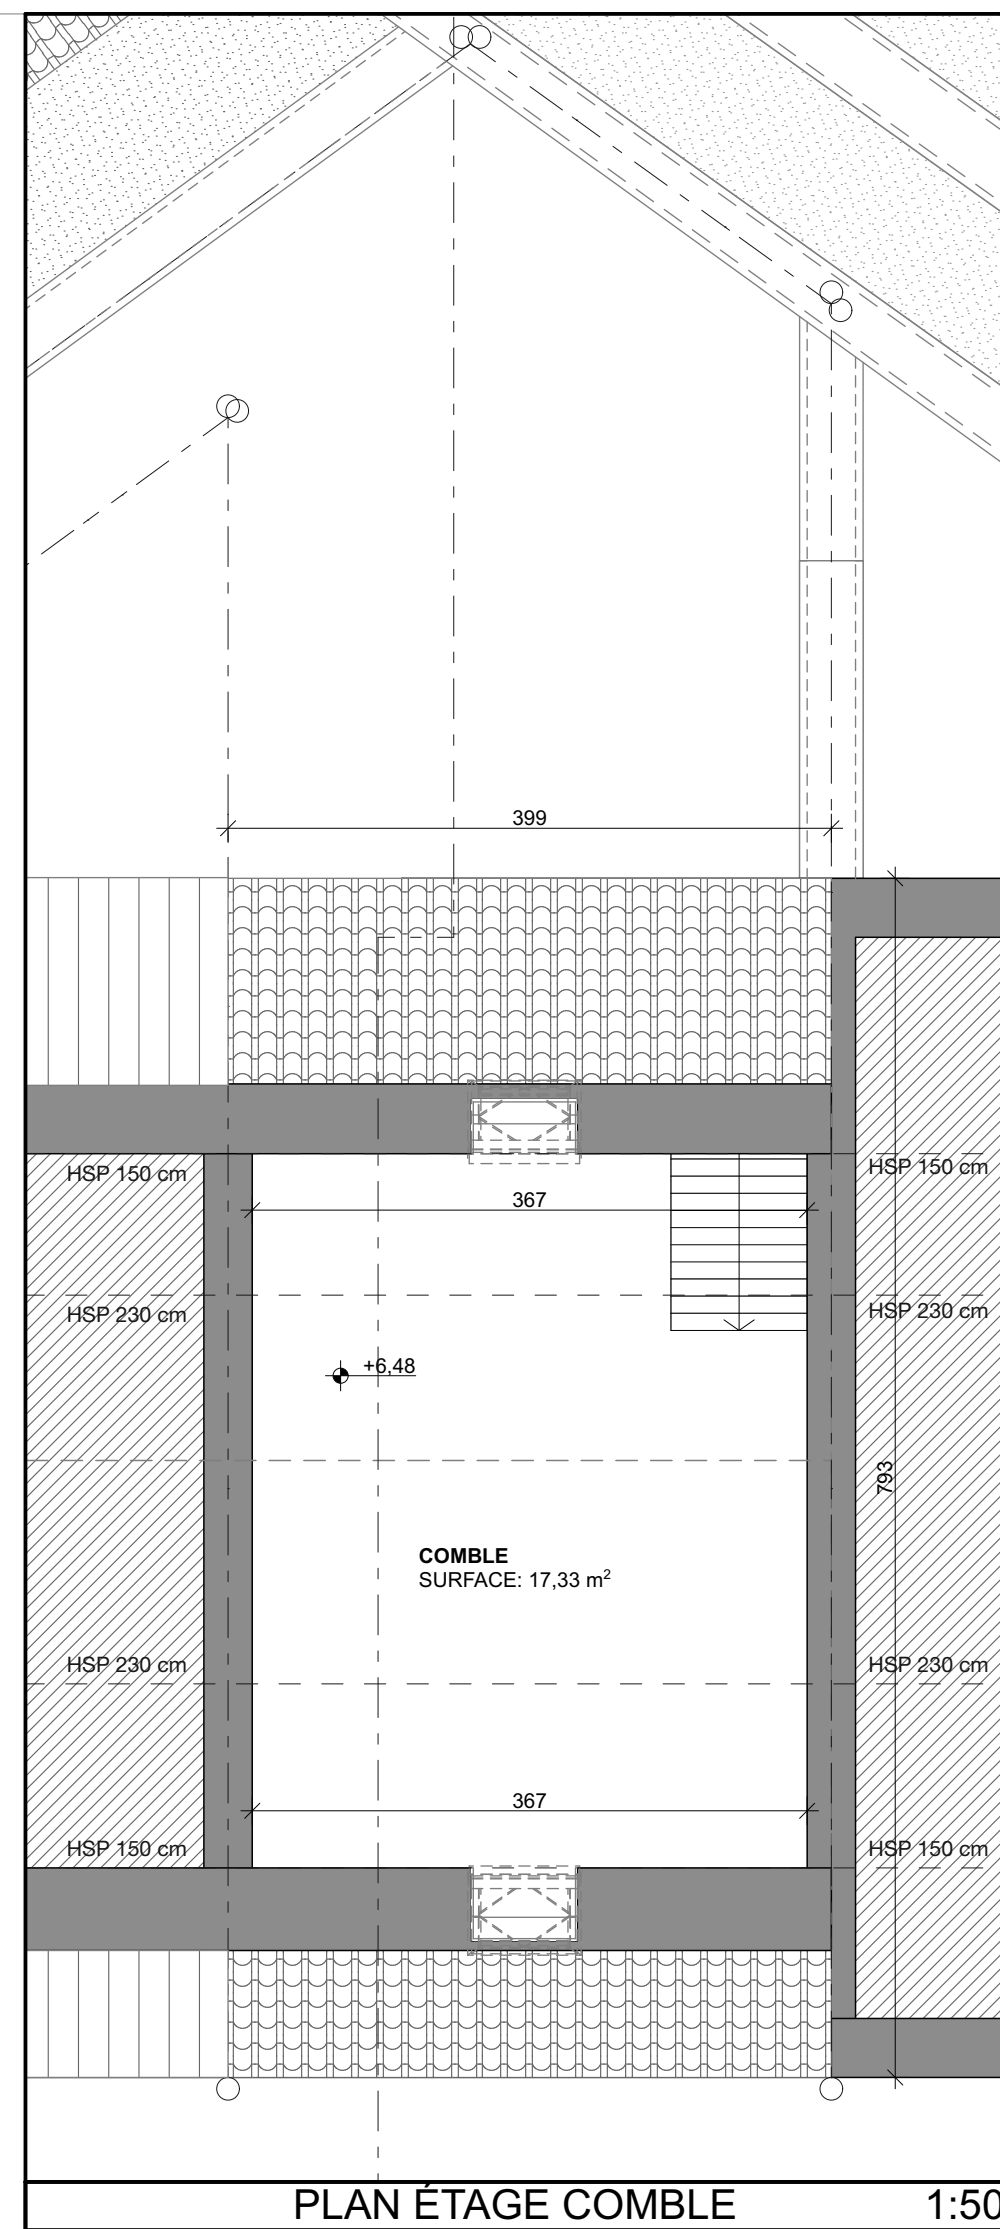 399
HSP 150 cm
HSP 150 cm
367
HSP 230 cm
HSP 230 cm
+6,48
793
COMBLE
SURFACE: 17,33 m²
HSP 230 cm
HSP 230 cm
367
HSP 150 cm
HSP 150 cm
PLAN ÉTAGE COMBLE 1:50